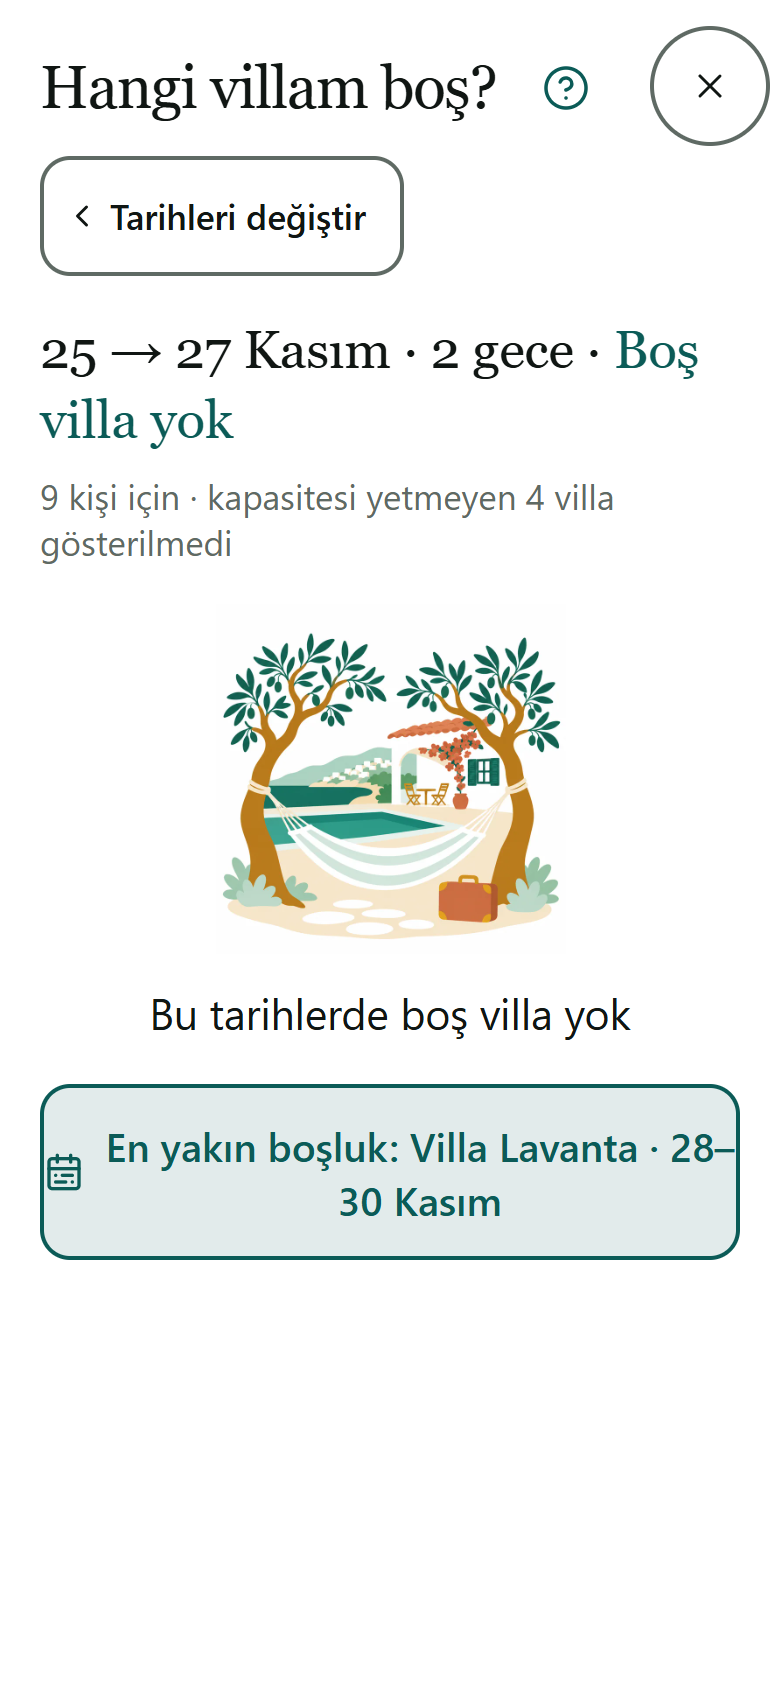 Hangi villam boş?
Tarihleri değiştir
25 → 27 Kasım · 2 gece · Boş
villa yok
9 kişi için · kapasitesi yetmeyen 4 villa
gösterilmedi
Bu tarihlerde boş villa yok
En yakın boşluk: Villa Lavanta · 28–
30 Kasım